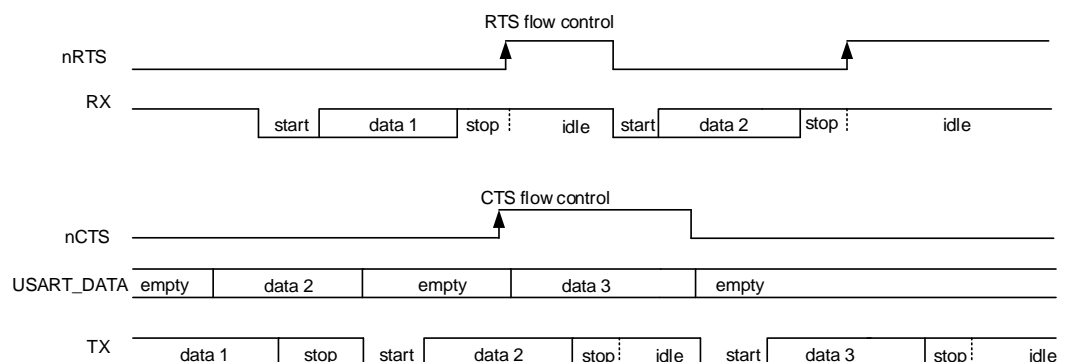 RTS flow control
nRTS
RX
start data 1 stop idle start data 2 stop idle
CTS flow control
nCTS
USART_DATA empty data 2 empty data 3 empty
TX data 1 stop start data 2 stop idle start data 3 stop idle